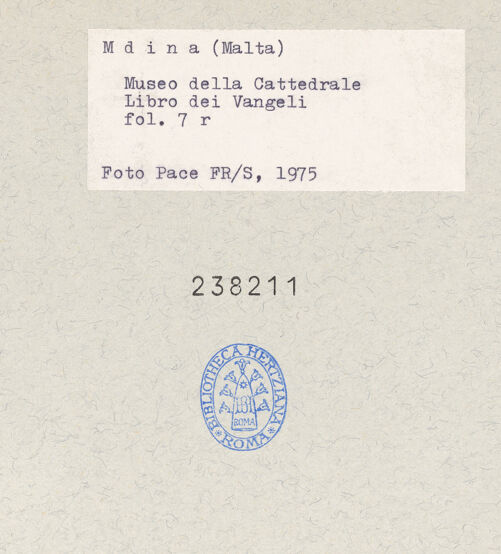 M d i n a (Malta)
Museo della Cattedrale
Libro dei Vangeli
fol. 7 r
Foto Pace FR/S, 1975
238211
BIBLIOTHECA HERTZIANA
ROMA
*ROMA*